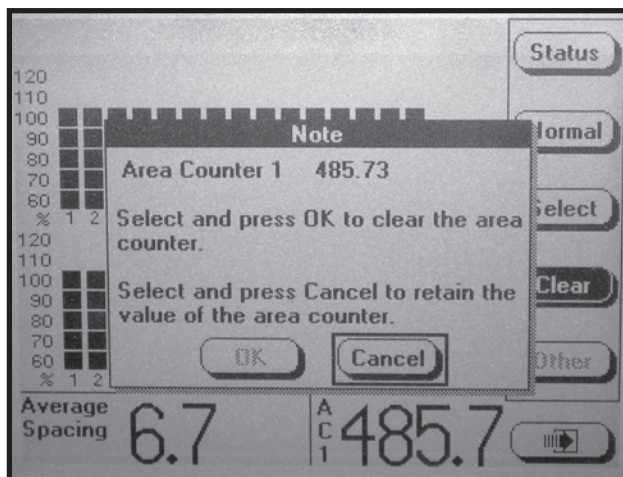 Status
120
110
100
90
80
70
60
% 1 2
Normal
Select
Clear
Other
Note
Area Counter 1 485.73
Select and press OK to clear the area
counter.
Select and press Cancel to retain the
value of the area counter.
OK
Cancel
120
110
100
90
80
70
60
% 1 2
Average
Spacing
6.7
A
C
1
485.7